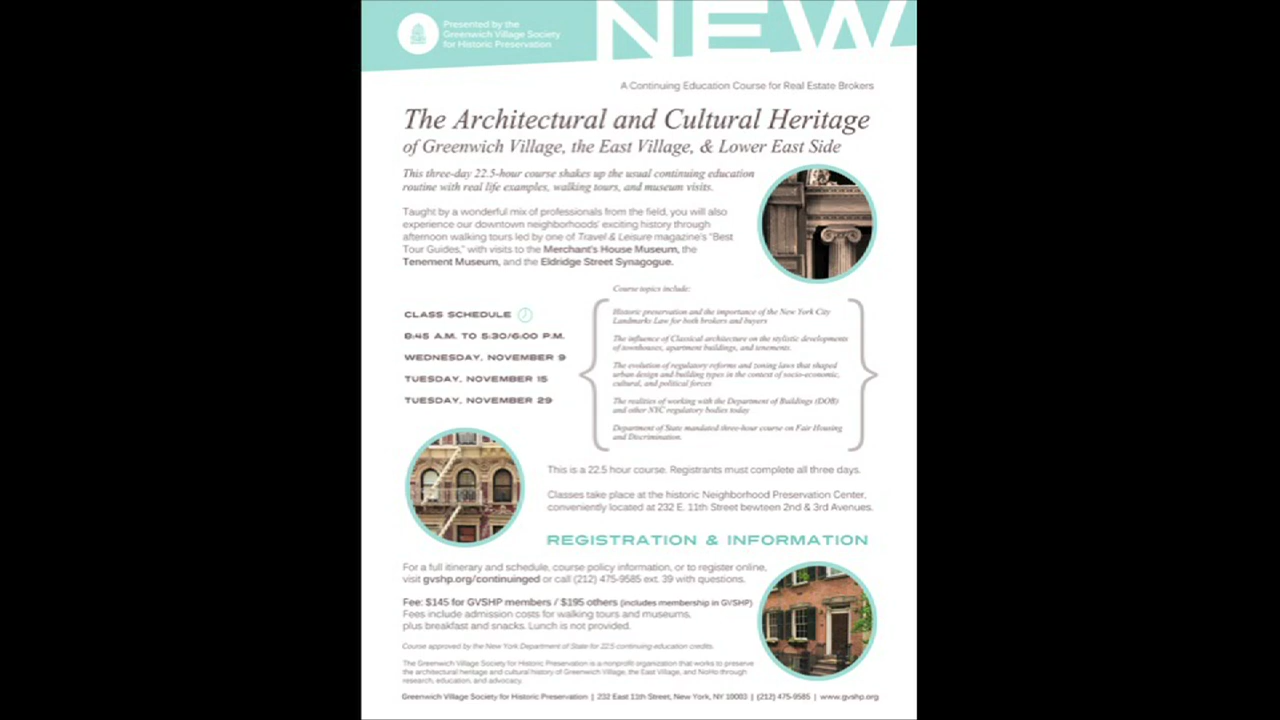 Presented by the
Greenwich Village Society
for Historic Preservation
NEW
A Continuing Education Course for Real Estate Brokers
The Architectural and Cultural Heritage
of Greenwich Village, the East Village, & Lower East Side
This three-day 22.5-hour course shakes up the usual continuing education
routine with real life examples, walking tours, and museum visits.
Taught by a wonderful mix of professionals from the field, you will also
experience our downtown neighborhoods' exciting history through
afternoon walking tours led by one of Travel & Leisure magazine's "Best
Tour Guides," with visits to the Merchant's House Museum, the
Tenement Museum, and the Eldridge Street Synagogue.
CLASS SCHEDULE
8:45 A.M. TO 5:30/6:00 P.M.
WEDNESDAY, NOVEMBER 9
TUESDAY, NOVEMBER 15
TUESDAY, NOVEMBER 29
Course topics include:
Historic preservation and the importance of the New York City
Landmarks Law for both brokers and buyers
The influence of Classical architecture on the stylistic developments
of townhouses, apartment buildings, and tenements.
The evolution of regulatory reforms and zoning laws that shaped
urban design and building types in the context of socio-economic,
cultural, and political forces
The realities of working with the Department of Buildings (DOB)
and other NYC regulatory bodies today
Department of State mandated three-hour course on Fair Housing
and Discrimination.
This is a 22.5 hour course. Registrants must complete all three days.
Classes take place at the historic Neighborhood Preservation Center,
conveniently located at 232 E. 11th Street bewteen 2nd & 3rd Avenues.
REGISTRATION & INFORMATION
For a full itinerary and schedule, course policy information, or to register online,
visit gvshp.org/continuinged or call (212) 475-9585 ext. 39 with questions.
Fee: $145 for GVSHP members / $195 others (includes membership in GVSHP)
Fees include admission costs for walking tours and museums,
plus breakfast and snacks. Lunch is not provided.
Course approved by the New York Department of State for 22.5 continuing education credits.
The Greenwich Village Society for Historic Preservation is a nonprofit organization that works to preserve
the architectural heritage and cultural history of Greenwich Village, the East Village, and NoHo through
research, education, and advocacy.
Greenwich Village Society for Historic Preservation | 232 East 11th Street, New York, NY 10003 | (212) 475-9585 | www.gvshp.org